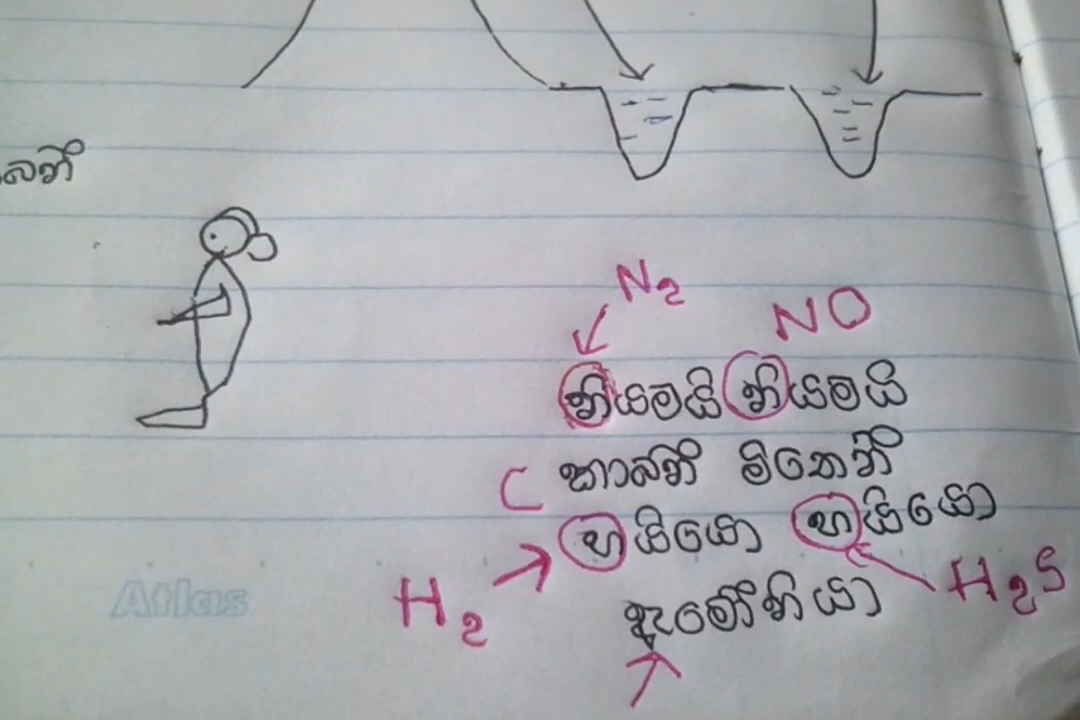 N2
NO
නියමයි නියමයි
C කාබන් මිතෙන්
හයියෝ හයියෝ
H2 H2S
ඇමෝනියා
Atlas